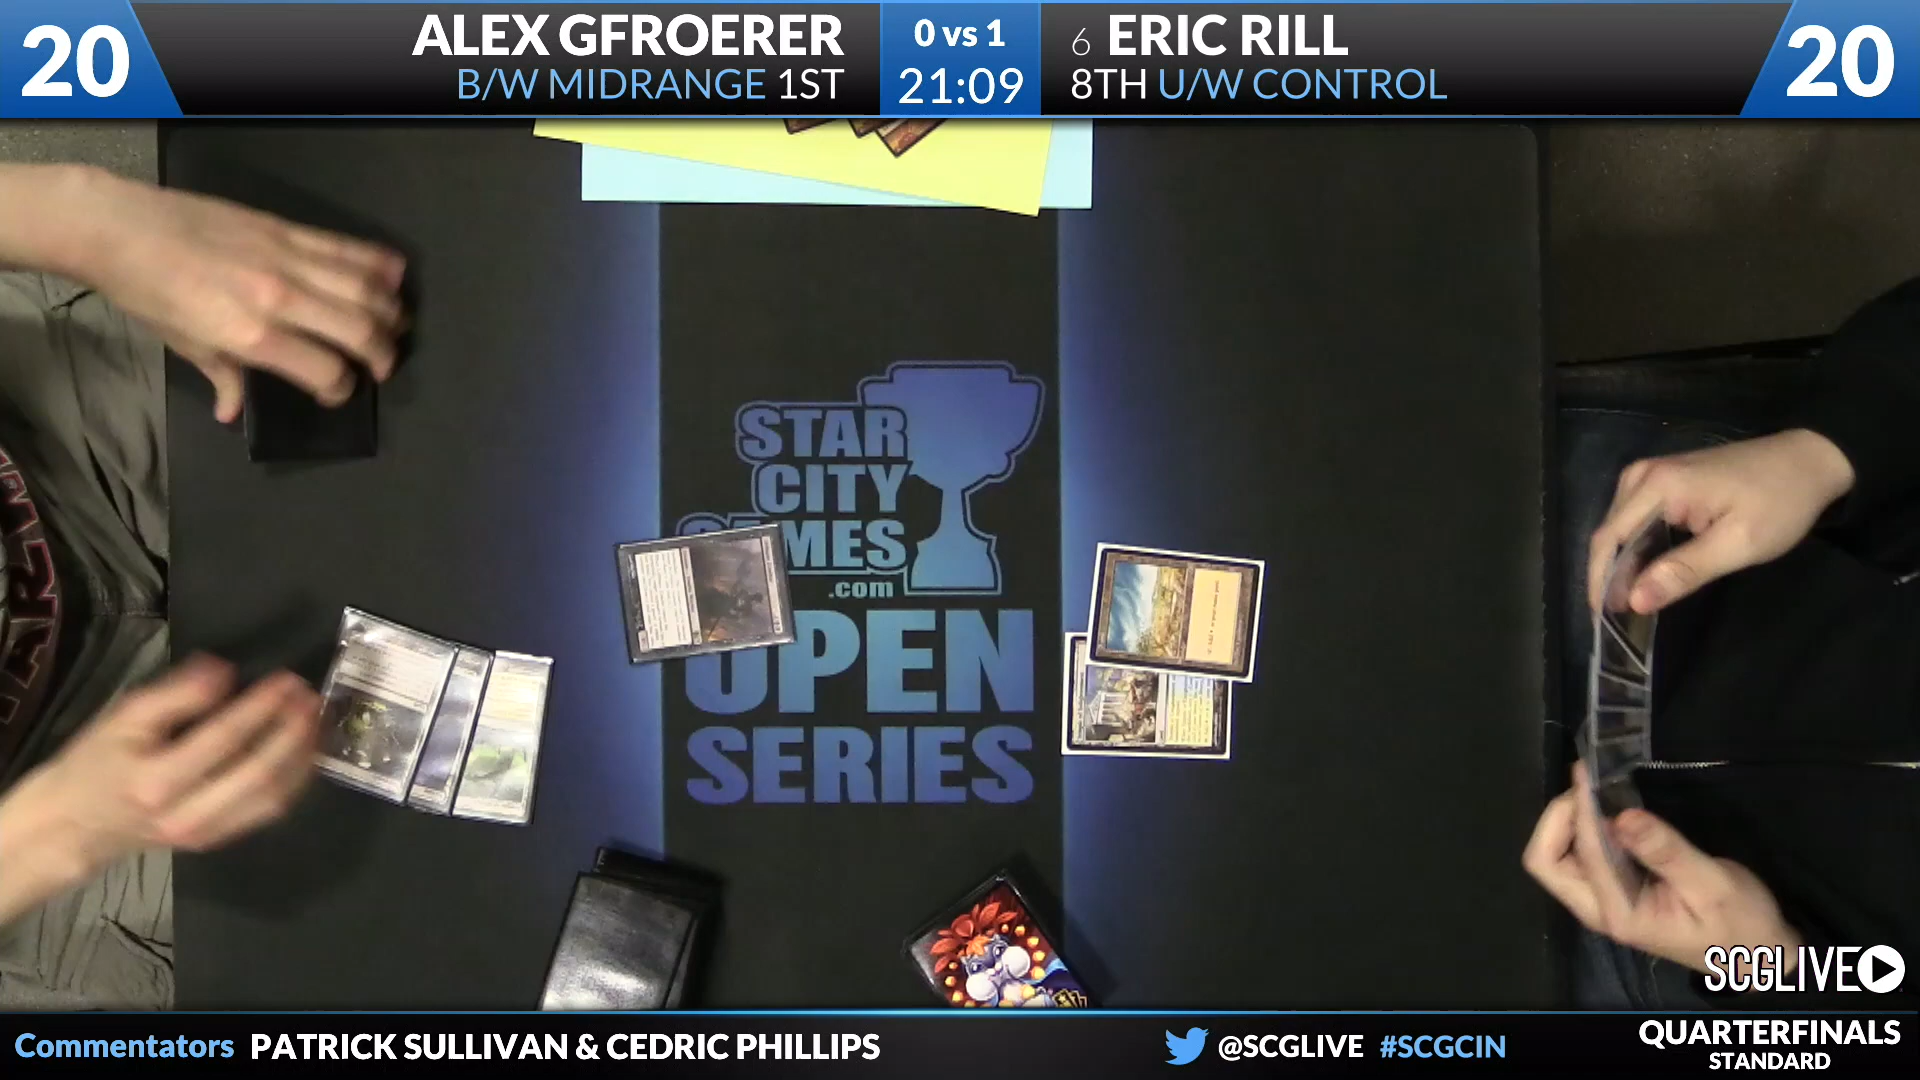 20
ALEX GFROERER
B/W MIDRANGE 1ST
0 vs 1
21:09
6 ERIC RILL
8TH U/W CONTROL
20
STAR
CITY
GAMES
.com
OPEN
SERIES
SCGLIVE
Commentators PATRICK SULLIVAN & CEDRIC PHILLIPS
@SCGLIVE #SCGCIN
QUARTERFINALS
STANDARD